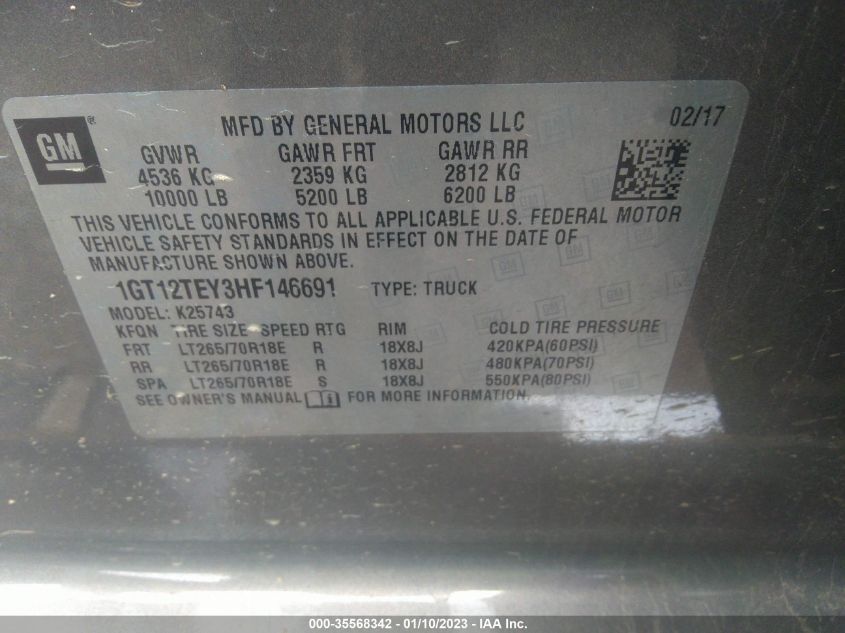 GM ®
MFD BY GENERAL MOTORS LLC 02/17
GVWR GAWR FRT GAWR RR
4536 KG 2359 KG 2812 KG
10000 LB 5200 LB 6200 LB
THIS VEHICLE CONFORMS TO ALL APPLICABLE U.S. FEDERAL MOTOR
VEHICLE SAFETY STANDARDS IN EFFECT ON THE DATE OF
MANUFACTURE SHOWN ABOVE.
1GT12TEY3HF146691 TYPE: TRUCK
MODEL: K25743
KFQN TIRE SIZE SPEED RTG RIM COLD TIRE PRESSURE
FRT LT265/70R18E R 18X8J 420KPA(60PSI)
RR LT265/70R18E R 18X8J 480KPA(70PSI)
SPA LT265/70R18E S 18X8J 550KPA(80PSI)
SEE OWNER'S MANUAL i FOR MORE INFORMATION.
000-35568342 - 01/10/2023 - IAA Inc.